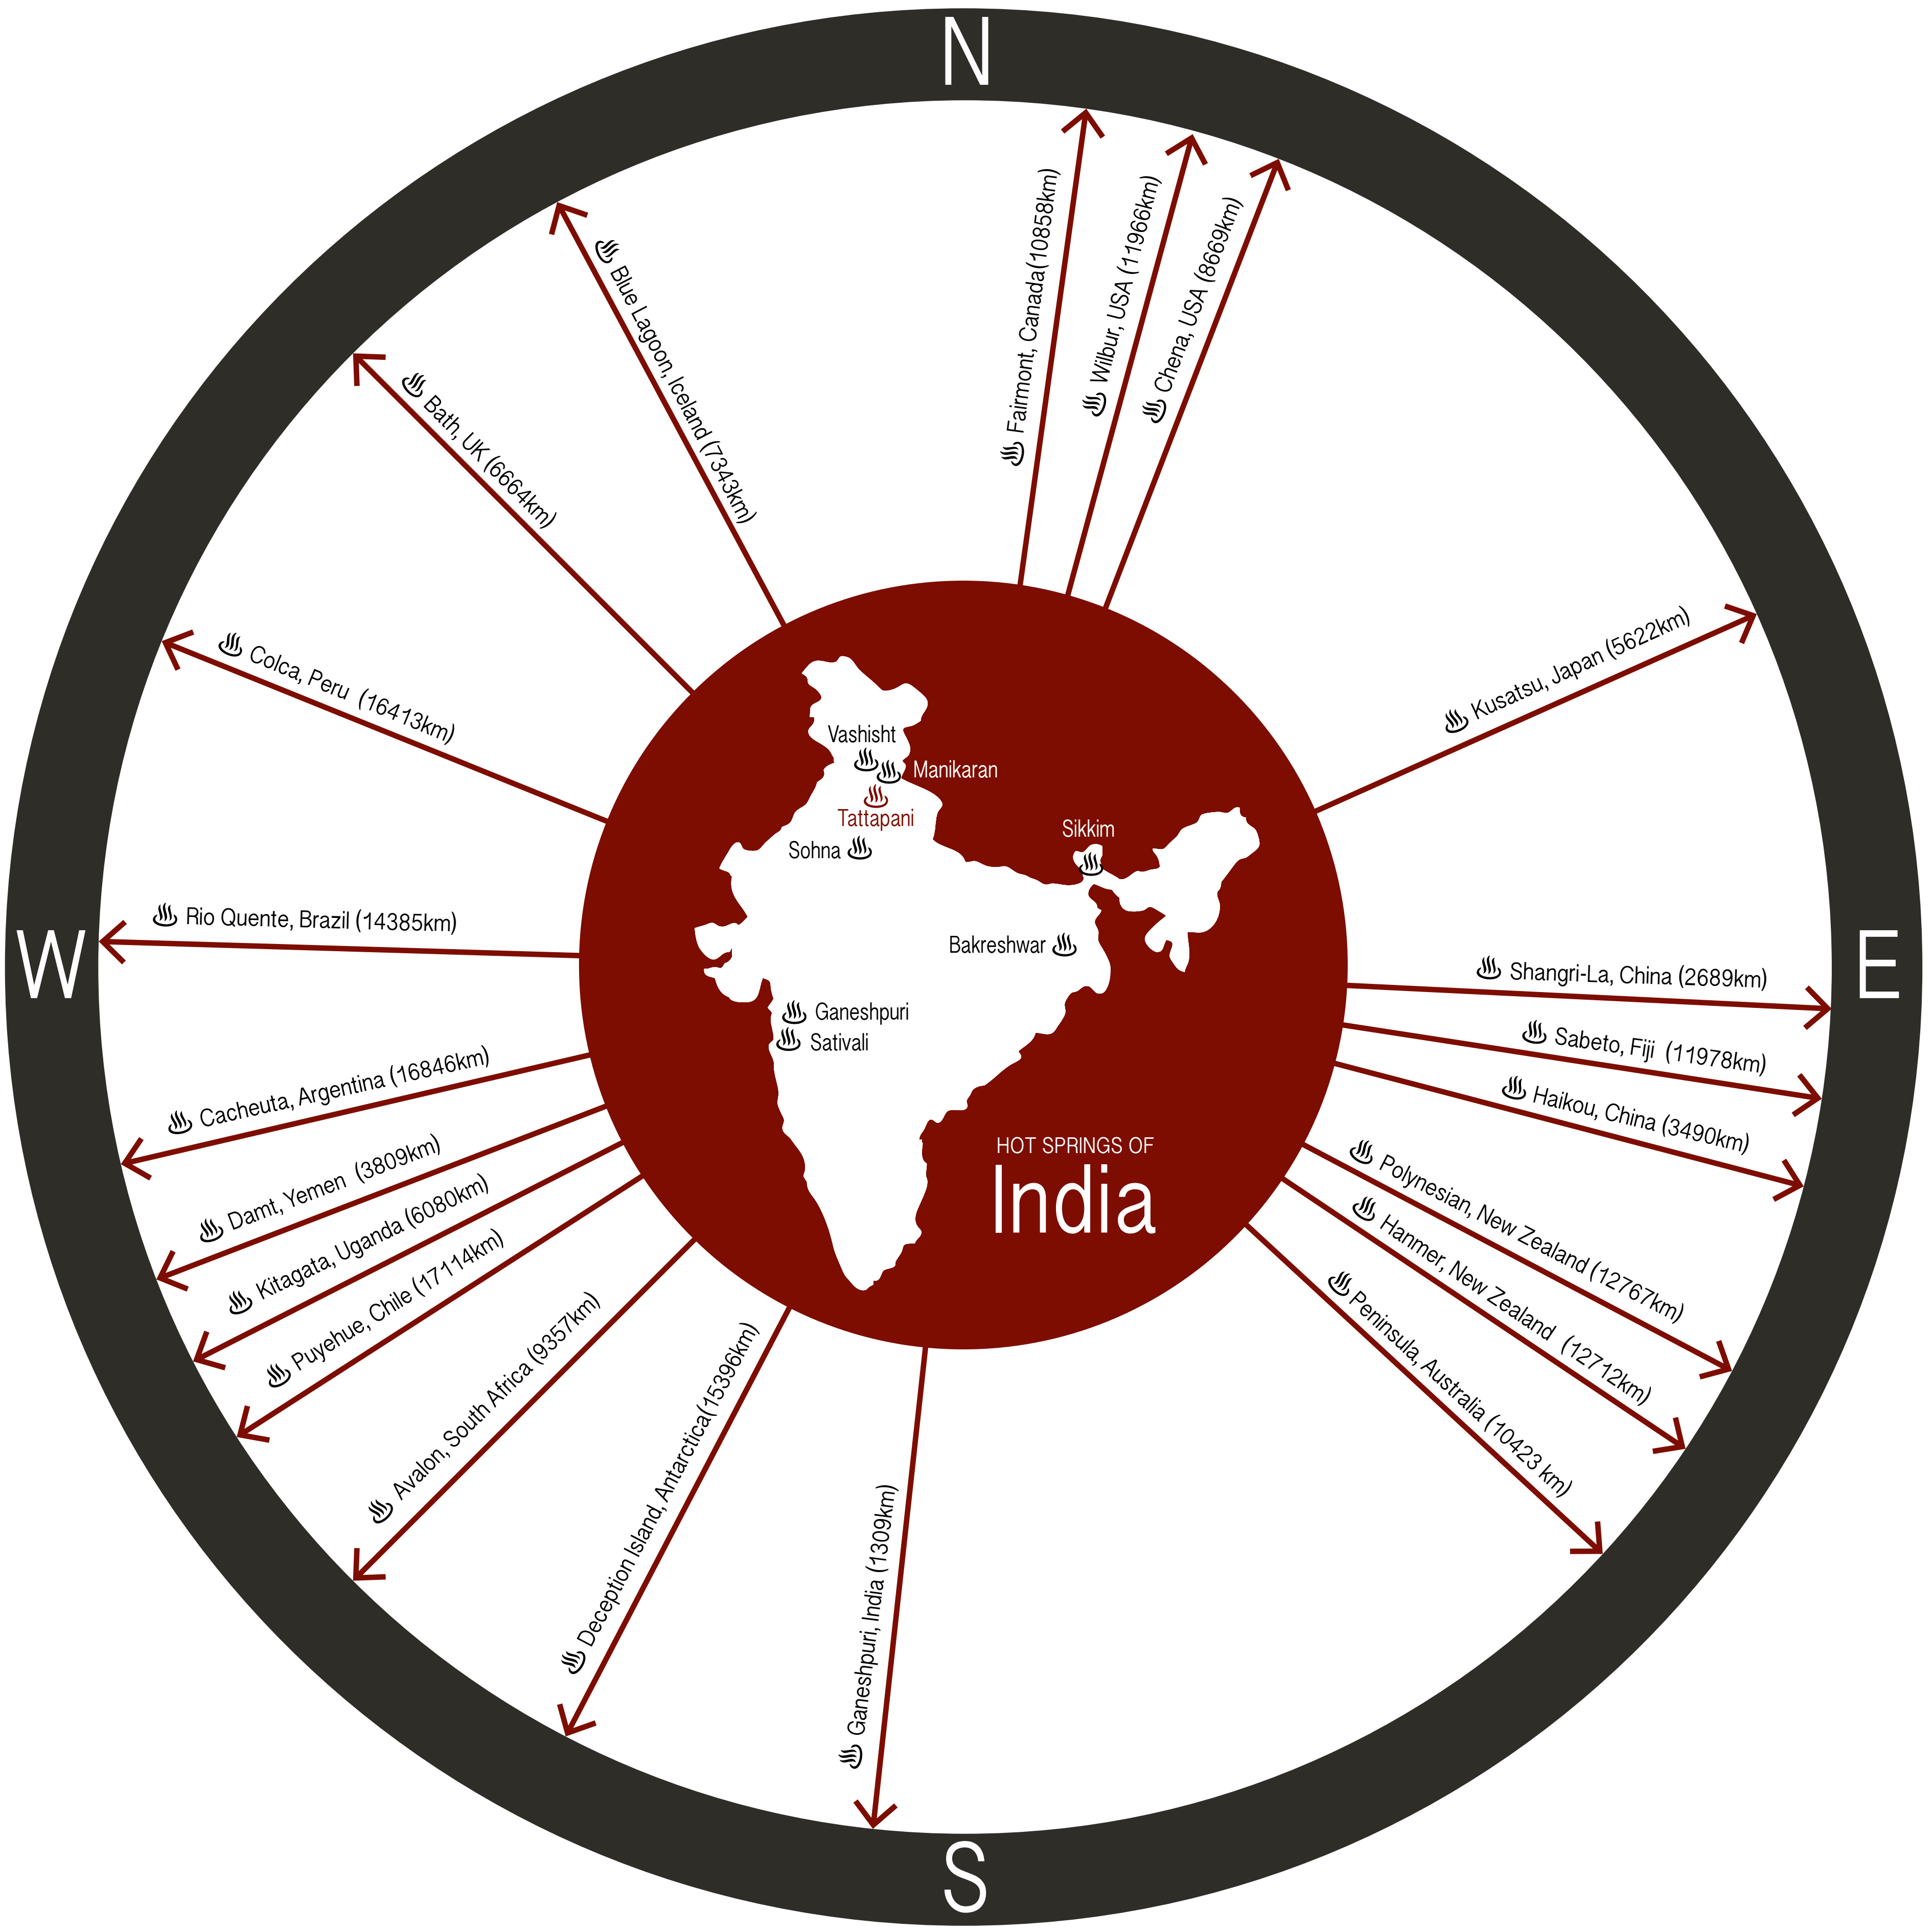 N
Fairmont, Canada(10858km)
Wilbur, USA (11966km)
Chena, USA (8669km)
Kusatsu, Japan (5622km)
E
Shangri-La, China (2689km)
Sabeto, Fiji (11978km)
Haikou, China (3490km)
Polynesian, New Zealand (12767km)
Hanmer, New Zealand (12712km)
Peninsula, Australia (10423 km)
S
Ganeshpuri, India (1309km)
Deception Island, Antarctica(15396km)
Avalon, South Africa (9357km)
Puyehue, Chile (17114km)
Kitagata, Uganda (6080km)
Damt, Yemen (3809km)
Cacheuta, Argentina (16846km)
W
Rio Quente, Brazil (14385km)
Colca, Peru (16413km)
Bath, UK (6664km)
Blue Lagoon, Iceland (7343km)
Vashisht
Manikaran
Tattapani
Sohna
Sikkim
Bakreshwar
Ganeshpuri
Sativali
HOT SPRINGS OF
India